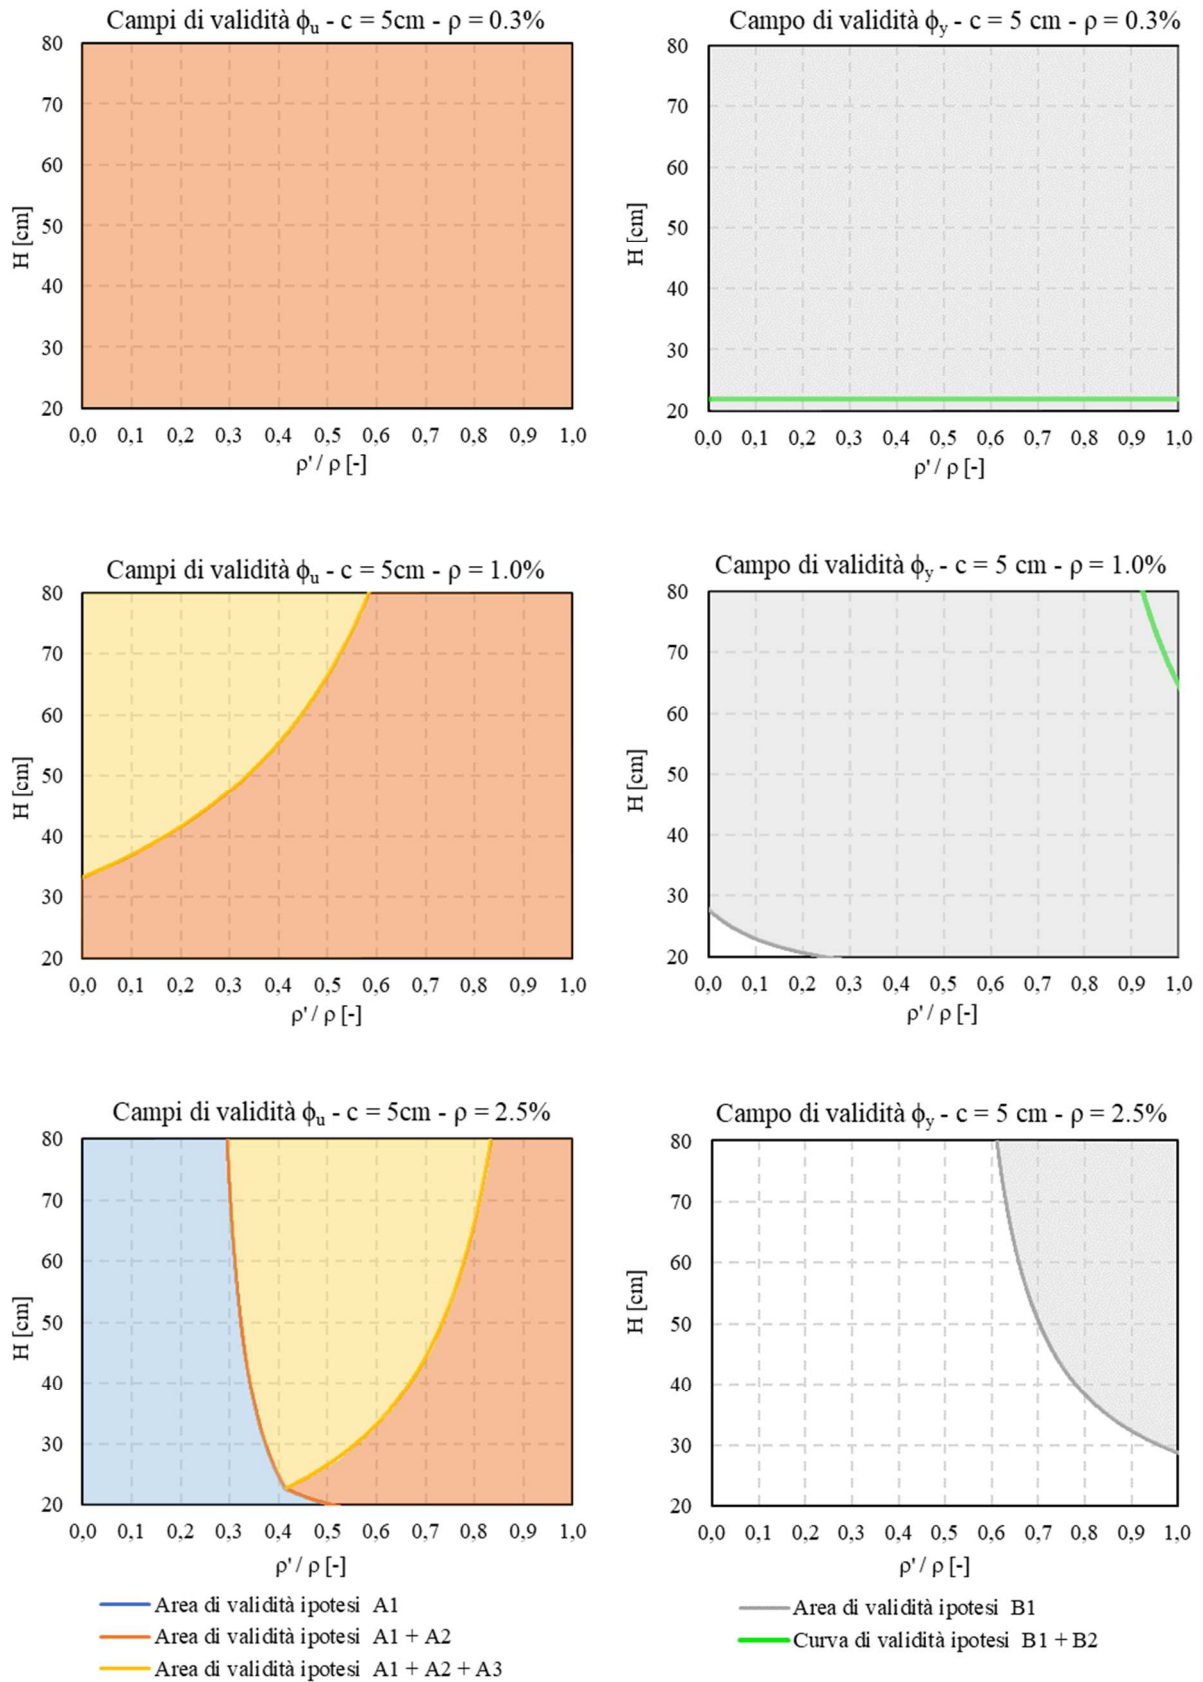 Campi di validità ϕu - c = 5cm - ρ = 0.3%
80
70
60
50
40
30
20
H [cm]
0,0 0,1 0,2 0,3 0,4 0,5 0,6 0,7 0,8 0,9 1,0
ρ' / ρ [-]
Campo di validità ϕy - c = 5 cm - ρ = 0.3%
80
70
60
50
40
30
20
H [cm]
0,0 0,1 0,2 0,3 0,4 0,5 0,6 0,7 0,8 0,9 1,0
ρ' / ρ [-]
Campi di validità ϕu - c = 5cm - ρ = 1.0%
80
70
60
50
40
30
20
H [cm]
0,0 0,1 0,2 0,3 0,4 0,5 0,6 0,7 0,8 0,9 1,0
ρ' / ρ [-]
Campo di validità ϕy - c = 5 cm - ρ = 1.0%
80
70
60
50
40
30
20
H [cm]
0,0 0,1 0,2 0,3 0,4 0,5 0,6 0,7 0,8 0,9 1,0
ρ' / ρ [-]
Campi di validità ϕu - c = 5cm - ρ = 2.5%
80
70
60
50
40
30
20
H [cm]
0,0 0,1 0,2 0,3 0,4 0,5 0,6 0,7 0,8 0,9 1,0
ρ' / ρ [-]
Area di validità ipotesi A1
Area di validità ipotesi A1 + A2
Area di validità ipotesi A1 + A2 + A3
Campo di validità ϕy - c = 5 cm - ρ = 2.5%
80
70
60
50
40
30
20
H [cm]
0,0 0,1 0,2 0,3 0,4 0,5 0,6 0,7 0,8 0,9 1,0
ρ' / ρ [-]
Area di validità ipotesi B1
Curva di validità ipotesi B1 + B2